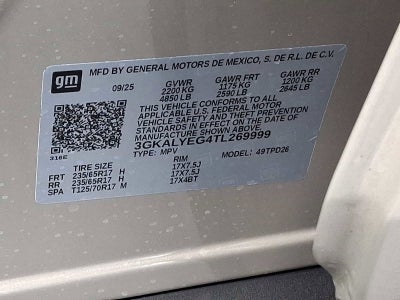 gm
MFD BY GENERAL MOTORS DE MEXICO, S. DE R.L. DE C.V.
09/25 GVWR GAWR FRT GAWR RR
2200 KG 1175 KG 1200 KG
4850 LB 2590 LB 2645 LB
THIS VEHICLE CONFORMS TO ALL
APPLICABLE U.S. FEDERAL MOTOR
VEHICLE SAFETY AND THEFT PREVENTION
STANDARDS IN EFFECT ON THE DATE OF
MANUFACTURE SHOWN ABOVE.
3GKALYEG4TL269999
TYPE: MPV MODEL: 49TPD26
316E
TIRE SIZE RIM
FRT 235/65R17 H 17X7.5J
RR 235/65R17 H 17X7.5J
SPA T125/70R17 M 17X4BT